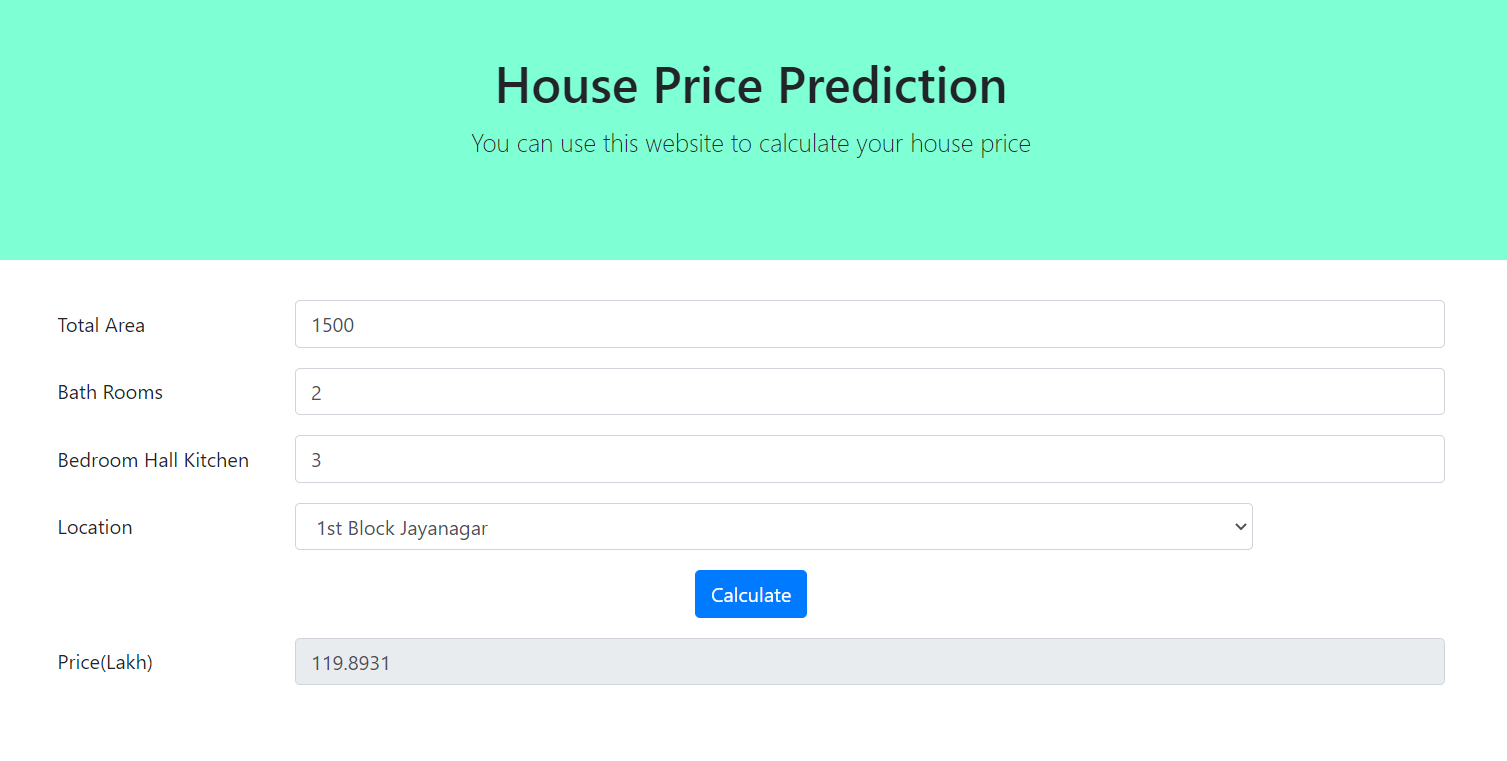 House Price Prediction
You can use this website to calculate your house price
Total Area 1500
Bath Rooms 2
Bedroom Hall Kitchen 3
Location 1st Block Jayanagar
Calculate
Price(Lakh) 119.8931